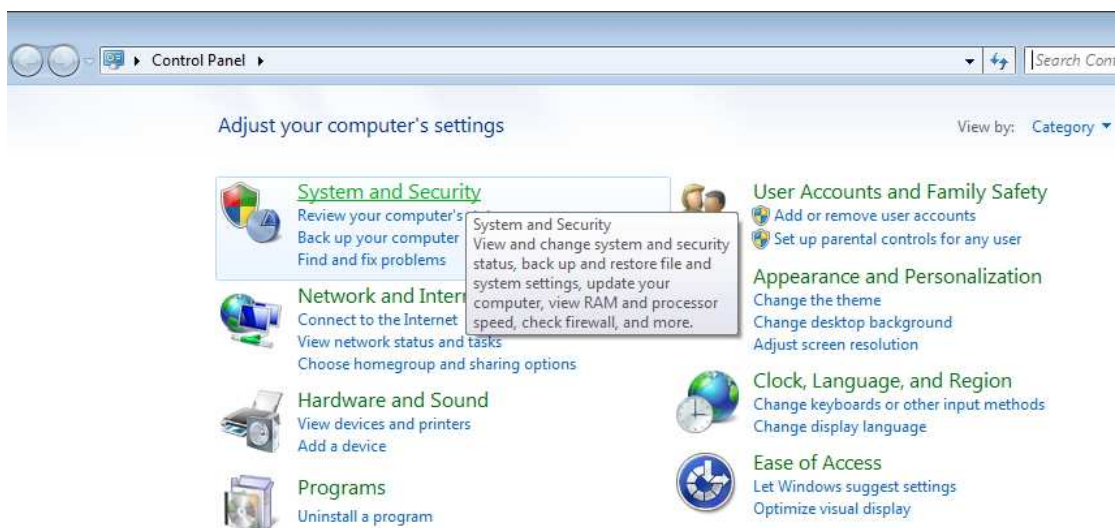 Control Panel
Search Con
Adjust your computer's settings
View by: Category
System and Security
Review your computer's
Back up your computer
Find and fix problems
System and Security
View and change system and security
status, back up and restore file and
system settings, update your
computer, view RAM and processor
speed, check firewall, and more.
Network and Inter
Connect to the Internet
View network status and tasks
Choose homegroup and sharing options
Hardware and Sound
View devices and printers
Add a device
Programs
Uninstall a program
User Accounts and Family Safety
Add or remove user accounts
Set up parental controls for any user
Appearance and Personalization
Change the theme
Change desktop background
Adjust screen resolution
Clock, Language, and Region
Change keyboards or other input methods
Change display language
Ease of Access
Let Windows suggest settings
Optimize visual display